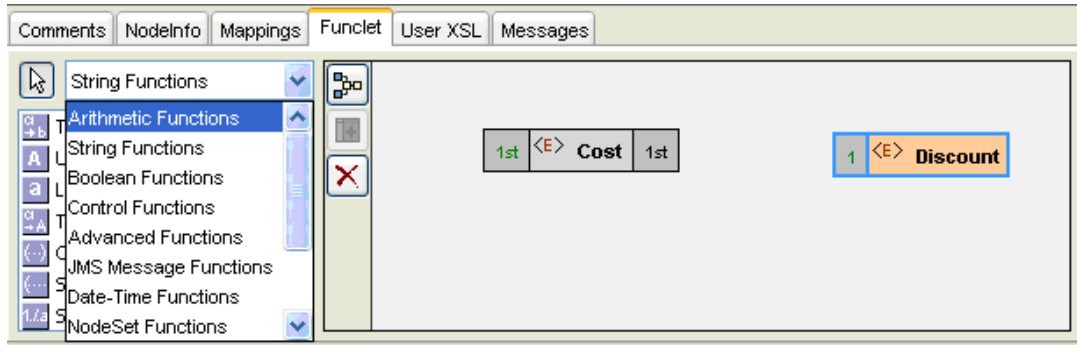 Comments NodeInfo Mappings Funclet User XSL Messages
String Functions
Arithmetic Functions
String Functions
Boolean Functions
Control Functions
Advanced Functions
JMS Message Functions
Date-Time Functions
NodeSet Functions
1st <E> Cost 1st
1 <E> Discount